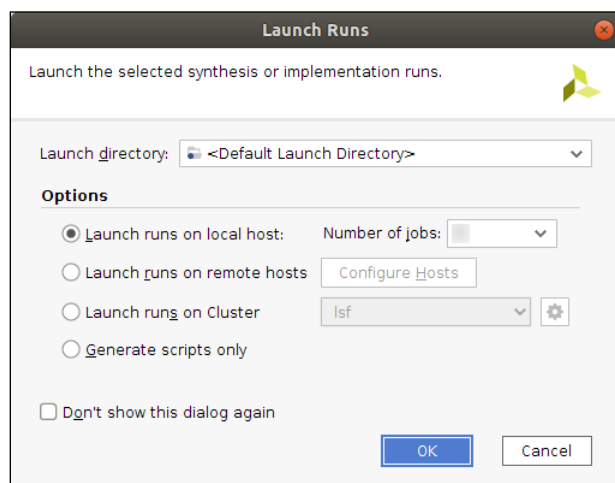 Launch Runs
Launch the selected synthesis or implementation runs.
Launch directory: <Default Launch Directory>
Options
Launch runs on local host: Number of jobs:
Launch runs on remote hosts Configure Hosts
Launch runs on Cluster lsf
Generate scripts only
Don't show this dialog again
OK Cancel